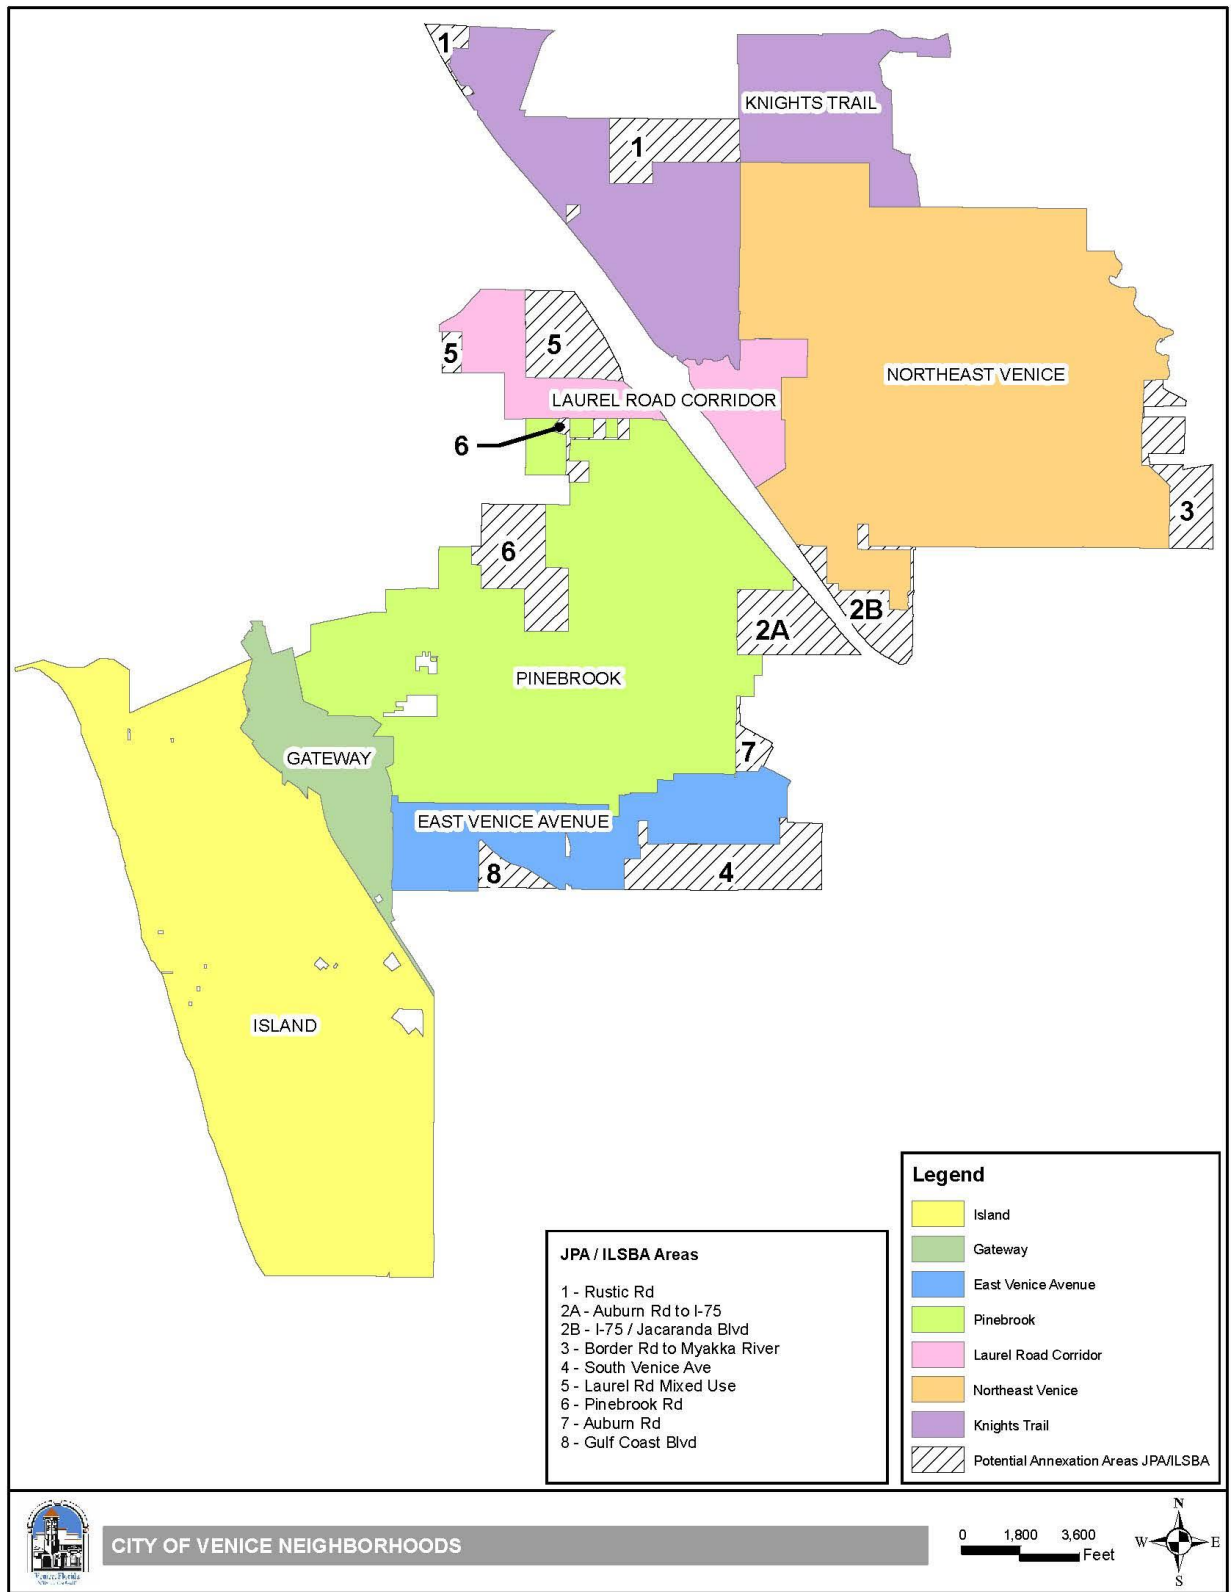 1
KNIGHTS TRAIL
1
5
5
NORTHEAST VENICE
LAUREL ROAD CORRIDOR
6
3
6
2B
2A
PINEBROOK
7
GATEWAY
EAST VENICE AVENUE
8
4
ISLAND
JPA / ILSBA Areas
1 - Rustic Rd
2A - Auburn Rd to I-75
2B - I-75 / Jacaranda Blvd
3 - Border Rd to Myakka River
4 - South Venice Ave
5 - Laurel Rd Mixed Use
6 - Pinebrook Rd
7 - Auburn Rd
8 - Gulf Coast Blvd
Legend
Island
Gateway
East Venice Avenue
Pinebrook
Laurel Road Corridor
Northeast Venice
Knights Trail
Potential Annexation Areas JPA/ILSBA
Venice, Florida
CITY OF VENICE NEIGHBORHOODS
0 1,800 3,600
Feet
N
W E
S